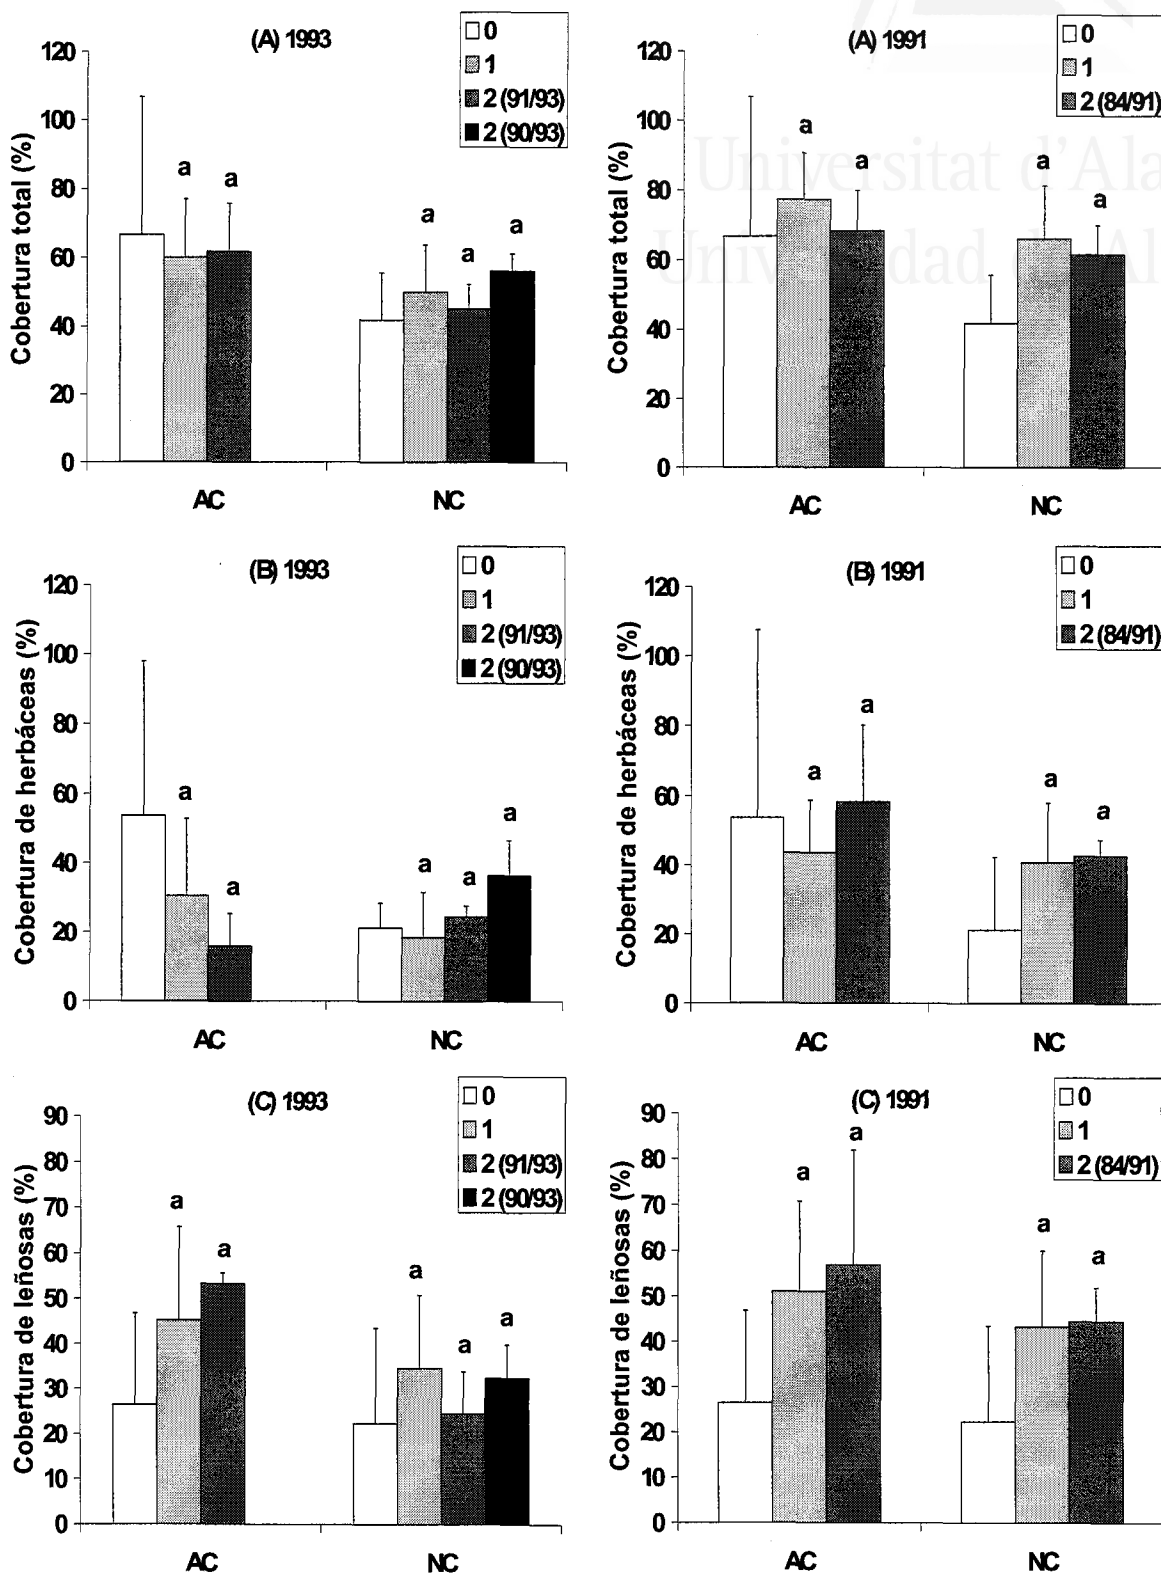 (A) 1993
0
1
2 (91/93)
2 (90/93)
Cobertura total (%)
120
100
80
60
40
20
0
a a a a a
AC NC
(A) 1991
0
1
2 (84/91)
Cobertura total (%)
120
100
80
60
40
20
0
a a a a
AC NC
Universitat d'Ala
Universidad d Al
(B) 1993
0
1
2 (91/93)
2 (90/93)
Cobertura de herbáceas (%)
120
100
80
60
40
20
0
a a a a a
AC NC
(B) 1991
0
1
2 (84/91)
Cobertura de herbáceas (%)
120
100
80
60
40
20
0
a a a a
AC NC
(C) 1993
0
1
2 (91/93)
2 (90/93)
Cobertura de leñosas (%)
90
80
70
60
50
40
30
20
10
0
a a a a a
AC NC
(C) 1991
0
1
2 (84/91)
Cobertura de leñosas (%)
90
80
70
60
50
40
30
20
10
0
a a a a
AC NC